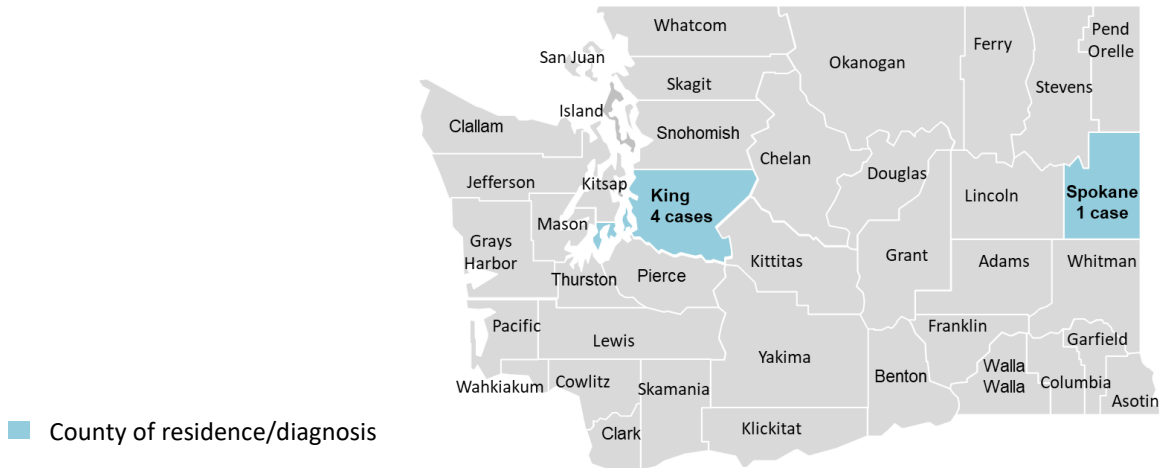 Whatcom
Pend
Orelle
San Juan
Okanogan
Ferry
Skagit
Stevens
Island
Clallam
Snohomish
Chelan
Douglas
Jefferson
Kitsap
King
4 cases
Lincoln
Spokane
1 case
Mason
Grays
Harbor
Kittitas
Grant
Adams
Whitman
Thurston
Pierce
Pacific
Franklin
Lewis
Garfield
Yakima
Wahkiakum
Cowlitz
Skamania
Benton
Walla
Walla
Columbia
Asotin
Clark
Klickitat
County of residence/diagnosis